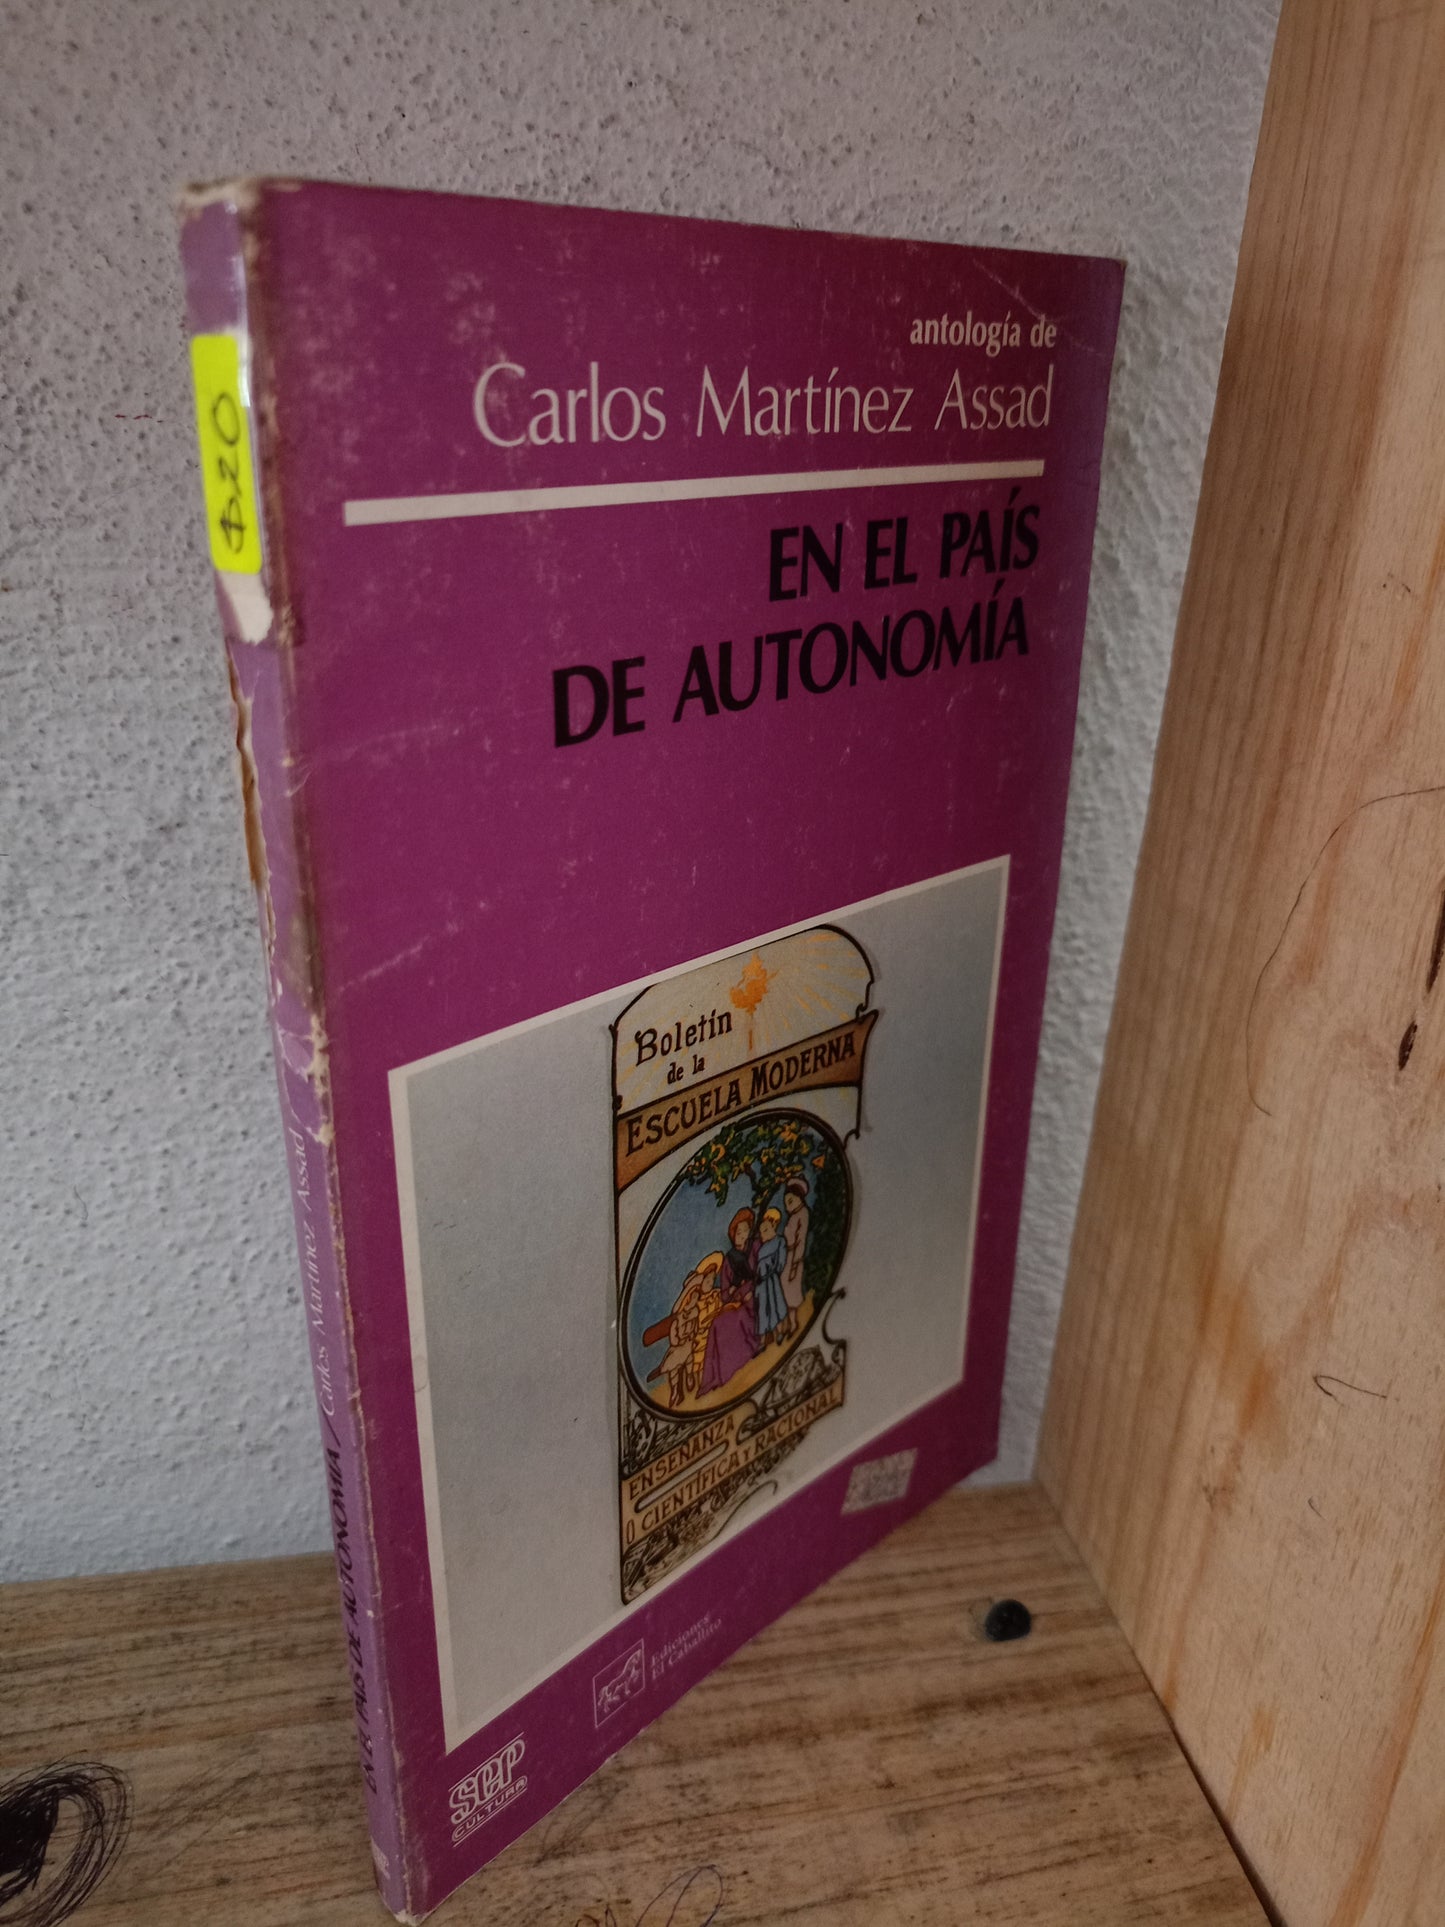 antología de
Carlos Martínez Assad
EN EL PAÍS
DE AUTONOMÍA
Boletín
de la
ESCUELA MODERNA
ENSEÑANZA
CIENTÍFICA Y RACIONAL
Ediciones
El Caballito
SEP
CULTURA
$20
EN EL PAÍS DE AUTONOMÍA / Carlos Martínez Assad